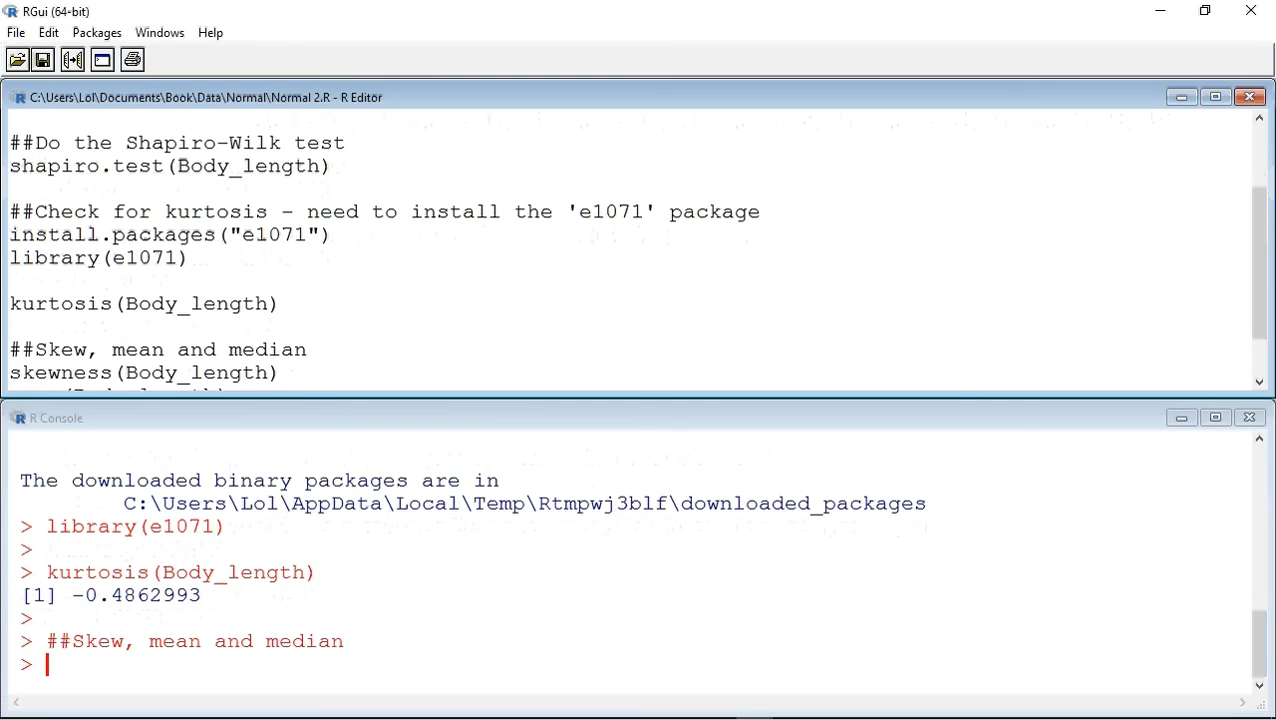 RGui (64-bit)
File Edit Packages Windows Help
C:\Users\Lol\Documents\Book\Data\Normal\Normal 2.R - R Editor
##Do the Shapiro-Wilk test
shapiro.test(Body_length)
##Check for kurtosis - need to install the 'e1071' package
install.packages("e1071")
library(e1071)
kurtosis(Body_length)
##Skew, mean and median
skewness(Body_length)
R Console
The downloaded binary packages are in
C:\Users\Lol\AppData\Local\Temp\Rtmpwj3blf\downloaded_packages
> library(e1071)
>
> kurtosis(Body_length)
[1] -0.4862993
>
> ##Skew, mean and median
>